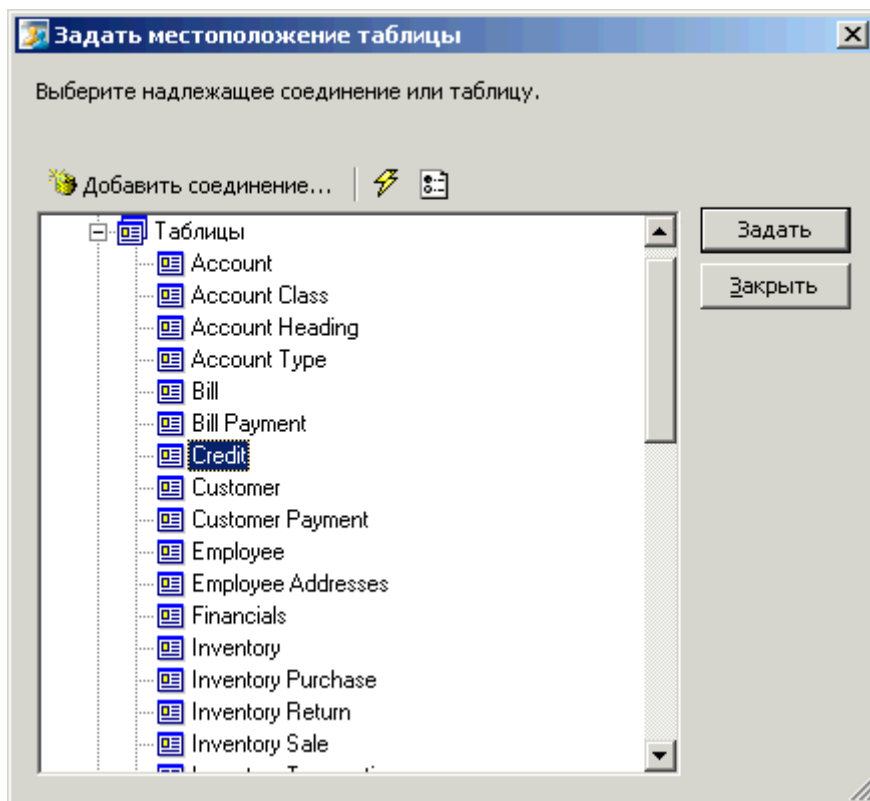 Задать местоположение таблицы
Выберите надлежащее соединение или таблицу.
Добавить соединение...
Таблицы
Задать
Account
Закрыть
Account Class
Account Heading
Account Type
Bill
Bill Payment
Credit
Customer
Customer Payment
Employee
Employee Addresses
Financials
Inventory
Inventory Purchase
Inventory Return
Inventory Sale